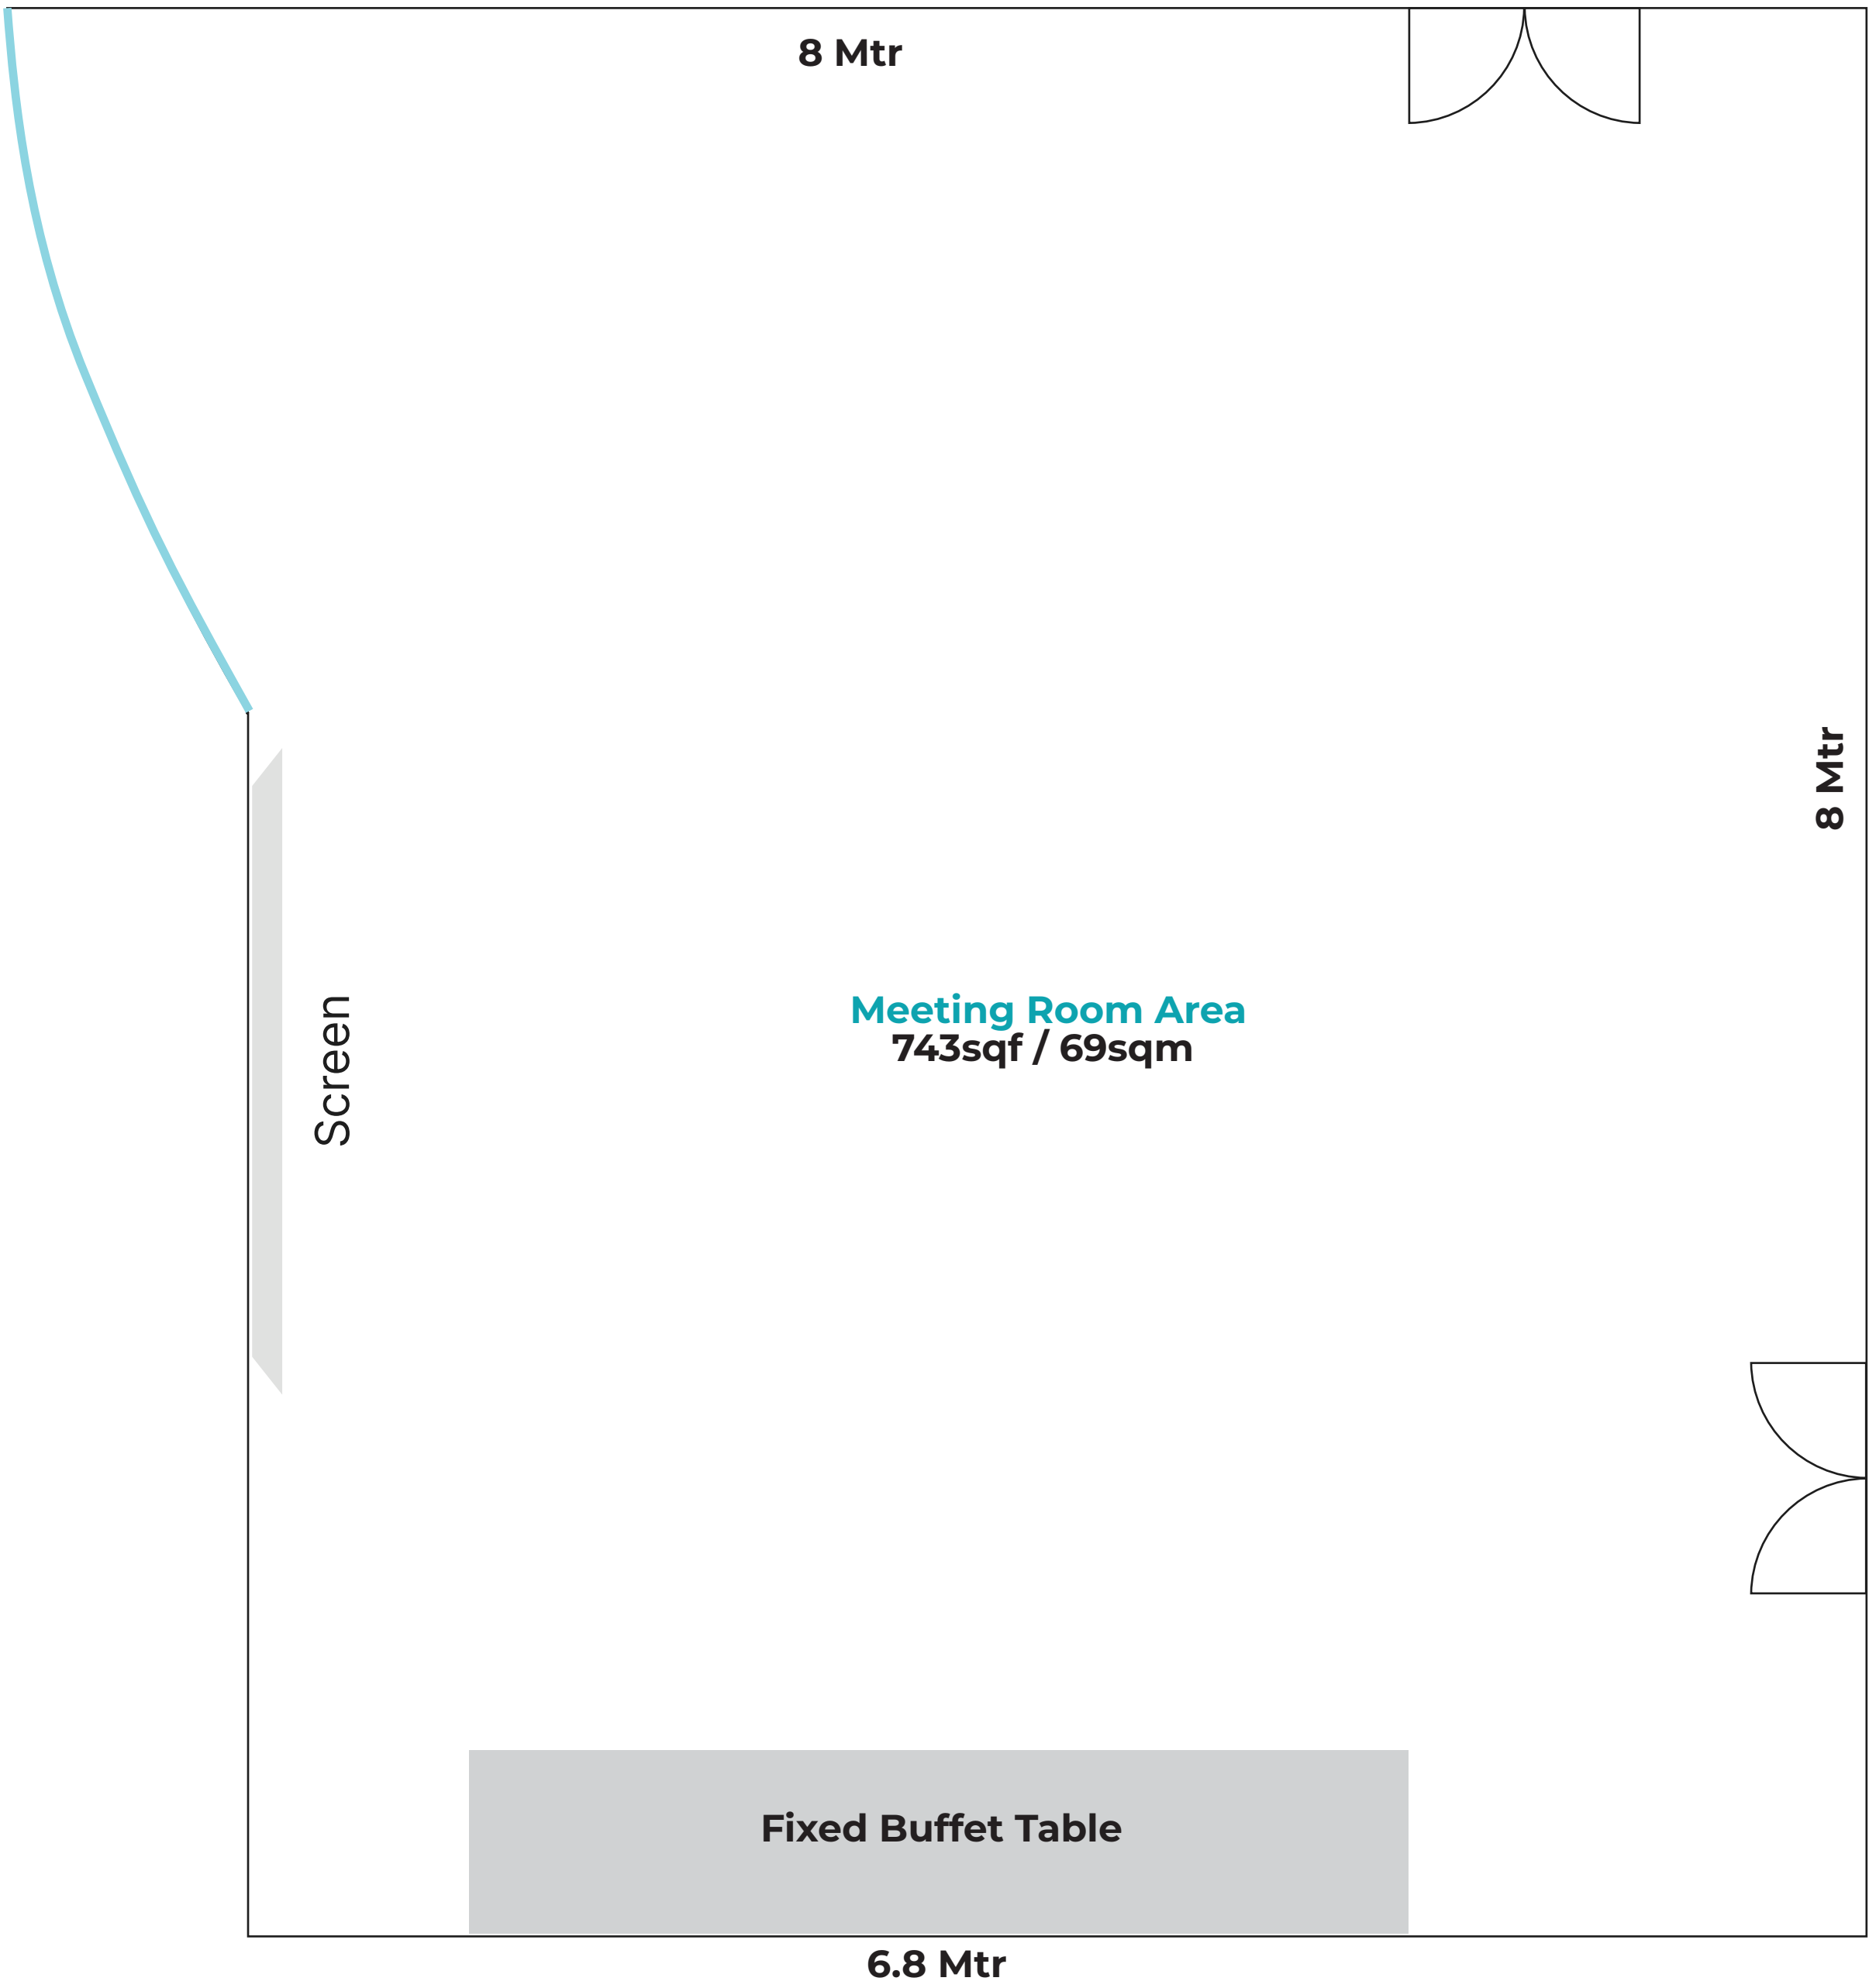 8 Mtr
8 Mtr
Screen
Meeting Room Area
743sqf / 69sqm
Fixed Buffet Table
6.8 Mtr